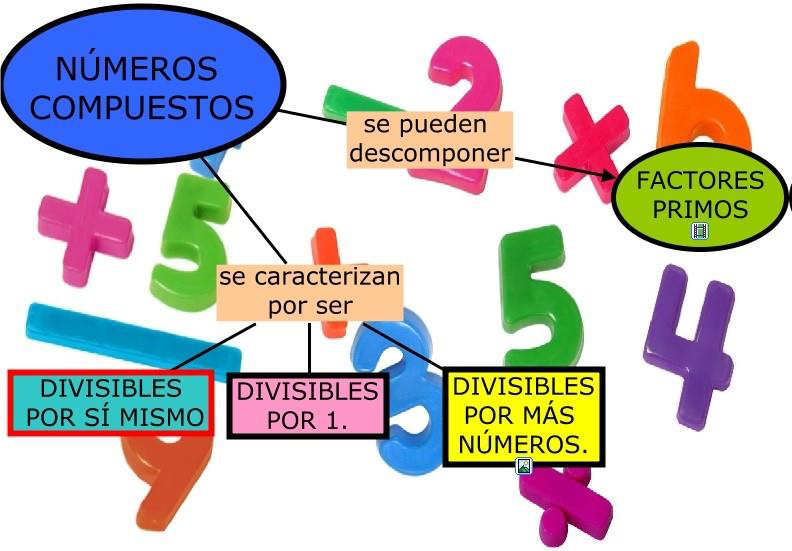 NÚMEROS
COMPUESTOS
se pueden
descomponer
FACTORES
PRIMOS
se caracterizan
por ser
DIVISIBLES
POR SÍ MISMO
DIVISIBLES
POR 1.
DIVISIBLES
POR MÁS
NÚMEROS.